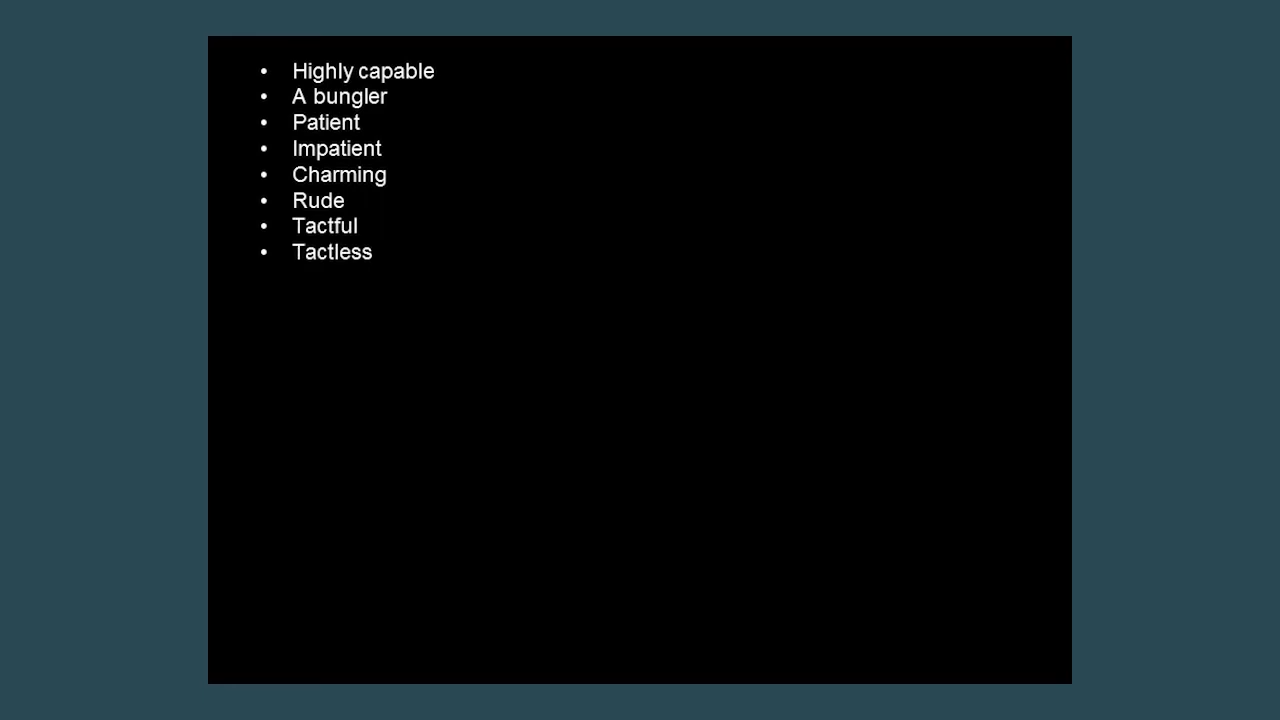 • Highly capable
• A bungler
• Patient
• Impatient
• Charming
• Rude
• Tactful
• Tactless